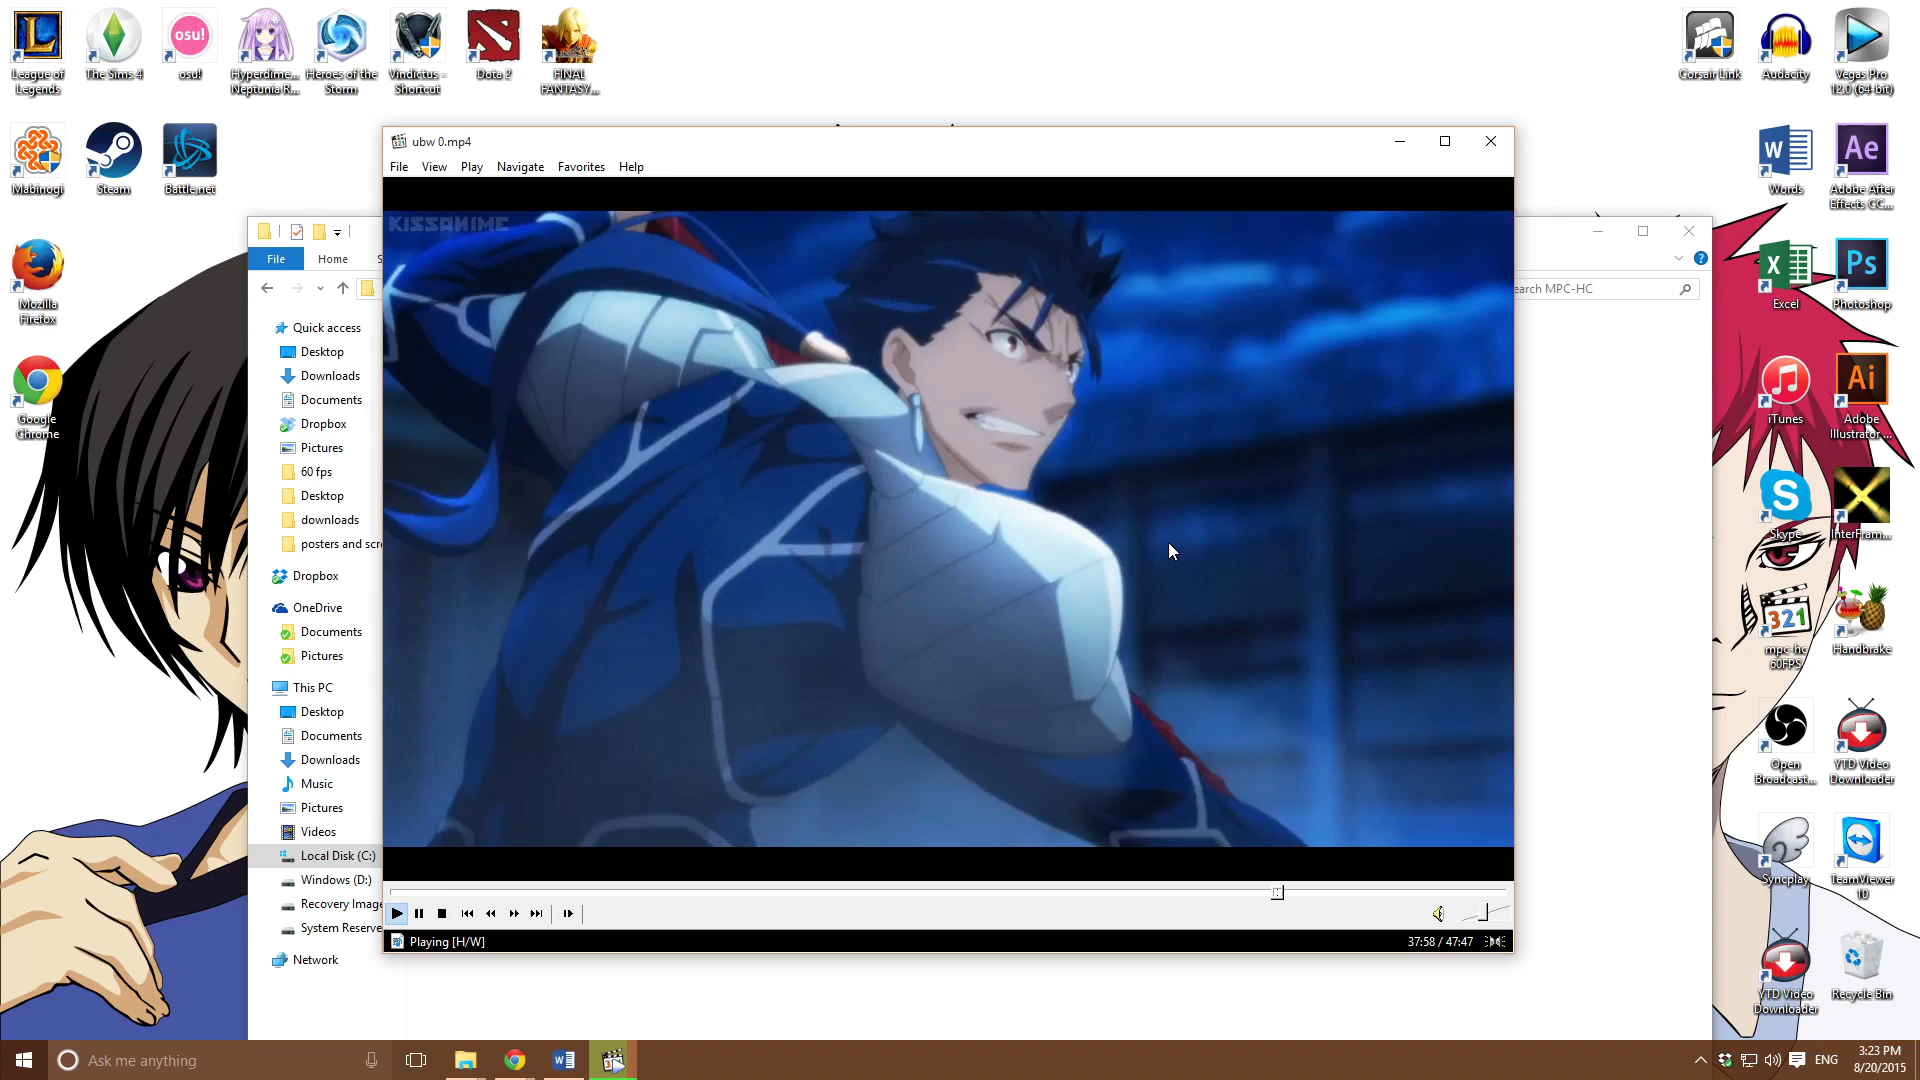 League of
Legends
The Sims 4
osu!
osu!
Hyperdime...
Neptunia R...
Heroes of the
Storm
Vindictus -
Shortcut
Dota 2
FINAL
FANTASY...
Corsair Link
Audacity
Vegas Pro
12.0 (64-bit)
Mabinogi
Steam
Battle.net
Words
Ae
Adobe After
Effects CC...
Mozilla
Firefox
Excel
Ps
Photoshop
Google
Chrome
iTunes
Ai
Adobe
Illustrator ...
Skype
InterFram...
321
mpc-hc
60FPS
Handbrake
Open
Broadcast...
YTD Video
Downloader
Syncplay
TeamViewer
10
YTD Video
Downloader
Recycle Bin
ubw 0.mp4
File View Play Navigate Favorites Help
KISSANIME
File Home S
earch MPC-HC
Quick access
Desktop
Downloads
Documents
Dropbox
Pictures
60 fps
Desktop
downloads
posters and scre
Dropbox
OneDrive
Documents
Pictures
This PC
Desktop
Documents
Downloads
Music
Pictures
Videos
Local Disk (C:)
Windows (D:)
Recovery Image
System Reserve
Network
Playing [H/W]
37:58 / 47:47
Ask me anything
ENG
3:23 PM
8/20/2015